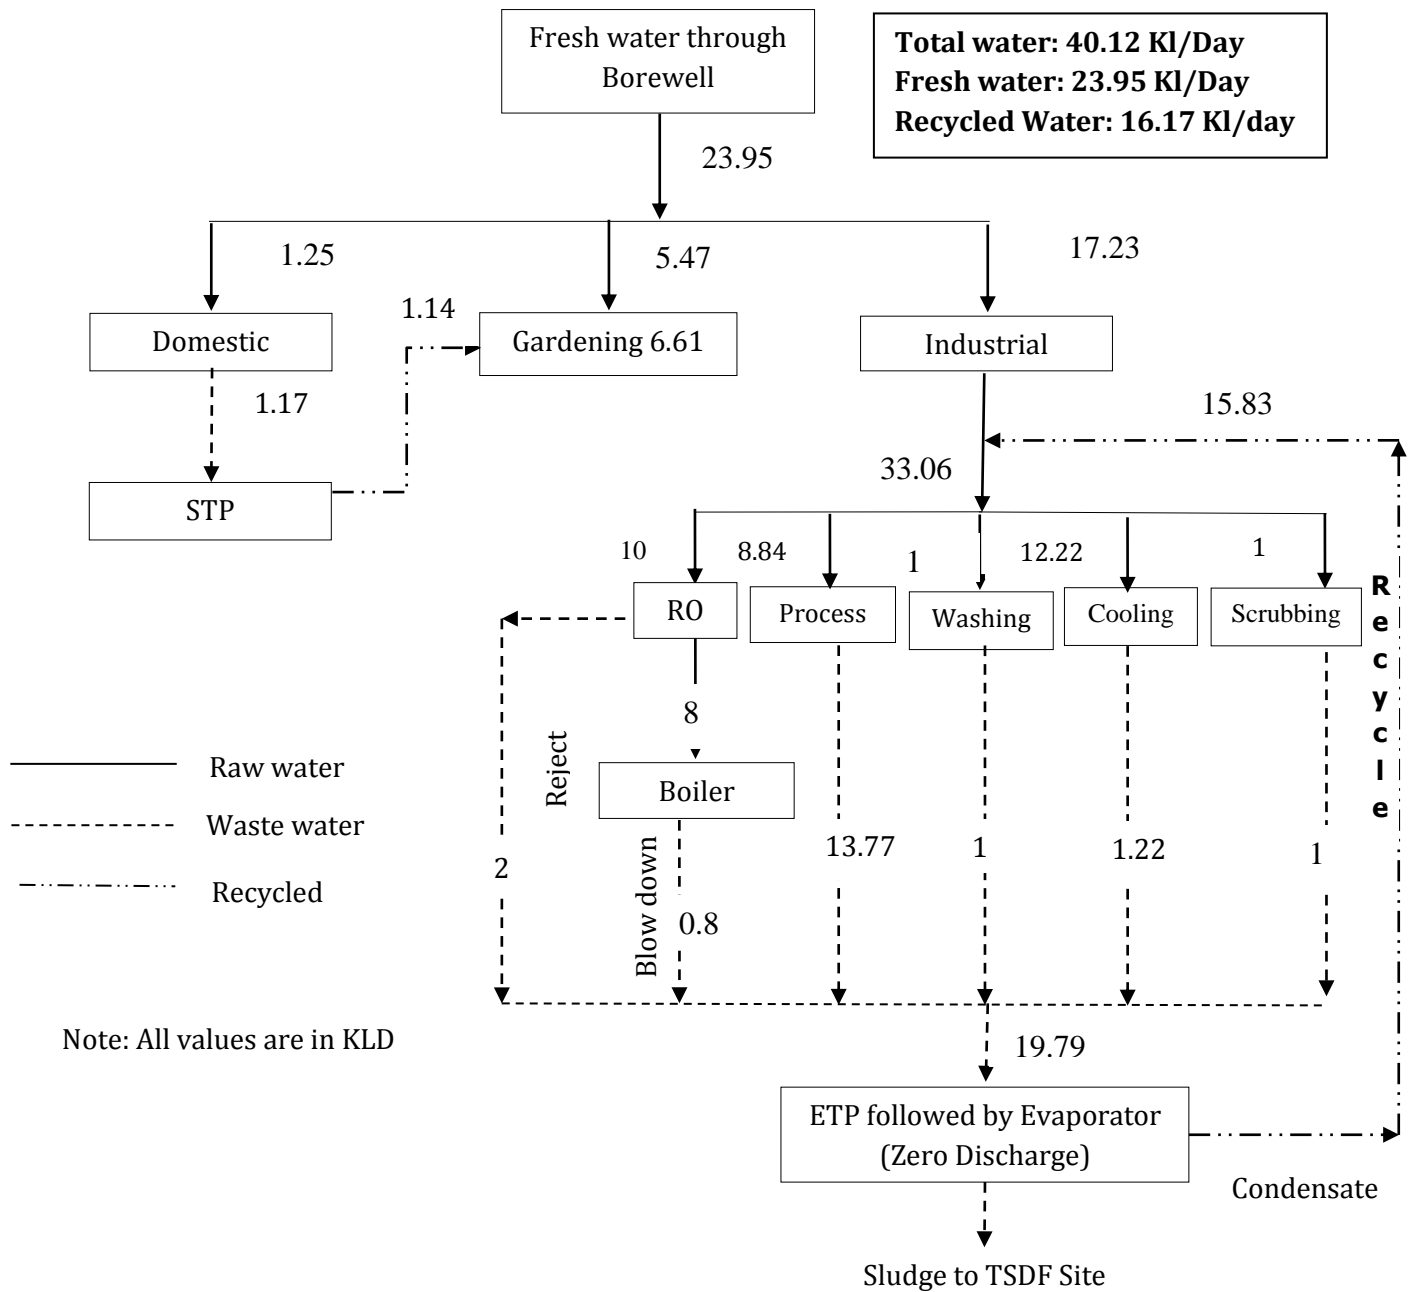 Fresh water through
Borewell
Total water: 40.12 Kl/Day
Fresh water: 23.95 Kl/Day
Recycled Water: 16.17 Kl/day
23.95
1.25
5.47
17.23
1.14
Domestic
Gardening 6.61
Industrial
1.17
15.83
33.06
STP
10
8.84
1
12.22
1
RO
Process
Washing
Cooling
Scrubbing
Recycle
8
Reject
Raw water
Boiler
Waste water
2
Blow down
13.77
1
1.22
1
Recycled
0.8
Note: All values are in KLD
19.79
ETP followed by Evaporator
(Zero Discharge)
Condensate
Sludge to TSDF Site